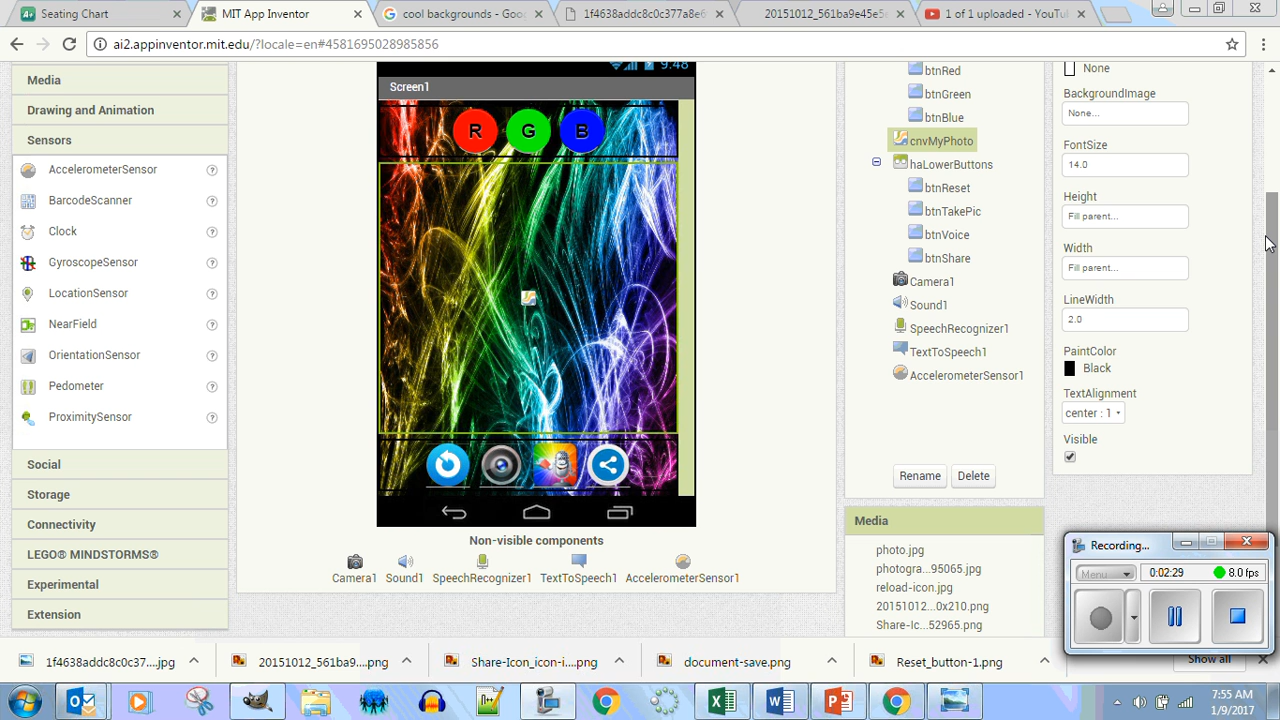 Seating Chart
MIT App Inventor
cool backgrounds - Goo
1f4638addc8c0c377a8e6
20151012_561ba9e45e5
1 of 1 uploaded - YouTu
ai2.appinventor.mit.edu/?locale=en#4581695028985856
Media
Drawing and Animation
Sensors
AccelerometerSensor
BarcodeScanner
Clock
GyroscopeSensor
LocationSensor
NearField
OrientationSensor
Pedometer
ProximitySensor
Social
Storage
Connectivity
LEGO® MINDSTORMS®
Experimental
Extension
9:48
Screen1
R G B
Non-visible components
Camera1 Sound1 SpeechRecognizer1 TextToSpeech1 AccelerometerSensor1
btnRed
btnGreen
btnBlue
cnvMyPhoto
haLowerButtons
btnReset
btnTakePic
btnVoice
btnShare
Camera1
Sound1
SpeechRecognizer1
TextToSpeech1
AccelerometerSensor1
Rename Delete
Media
photo.jpg
photogra...95065.jpg
reload-icon.jpg
20151012...0x210.png
Share-Ic...52965.png
None
BackgroundImage
None...
FontSize
14.0
Height
Fill parent...
Width
Fill parent...
LineWidth
2.0
PaintColor
Black
TextAlignment
center : 1
Visible
Recording...
Menu 0:02:29 8.0 fps
1f4638addc8c0c377....jpg
20151012_561ba9....png
Share-Icon_icon-i....png
document-save.png
Reset_button-1.png
Show all
7:55 AM
1/9/2017